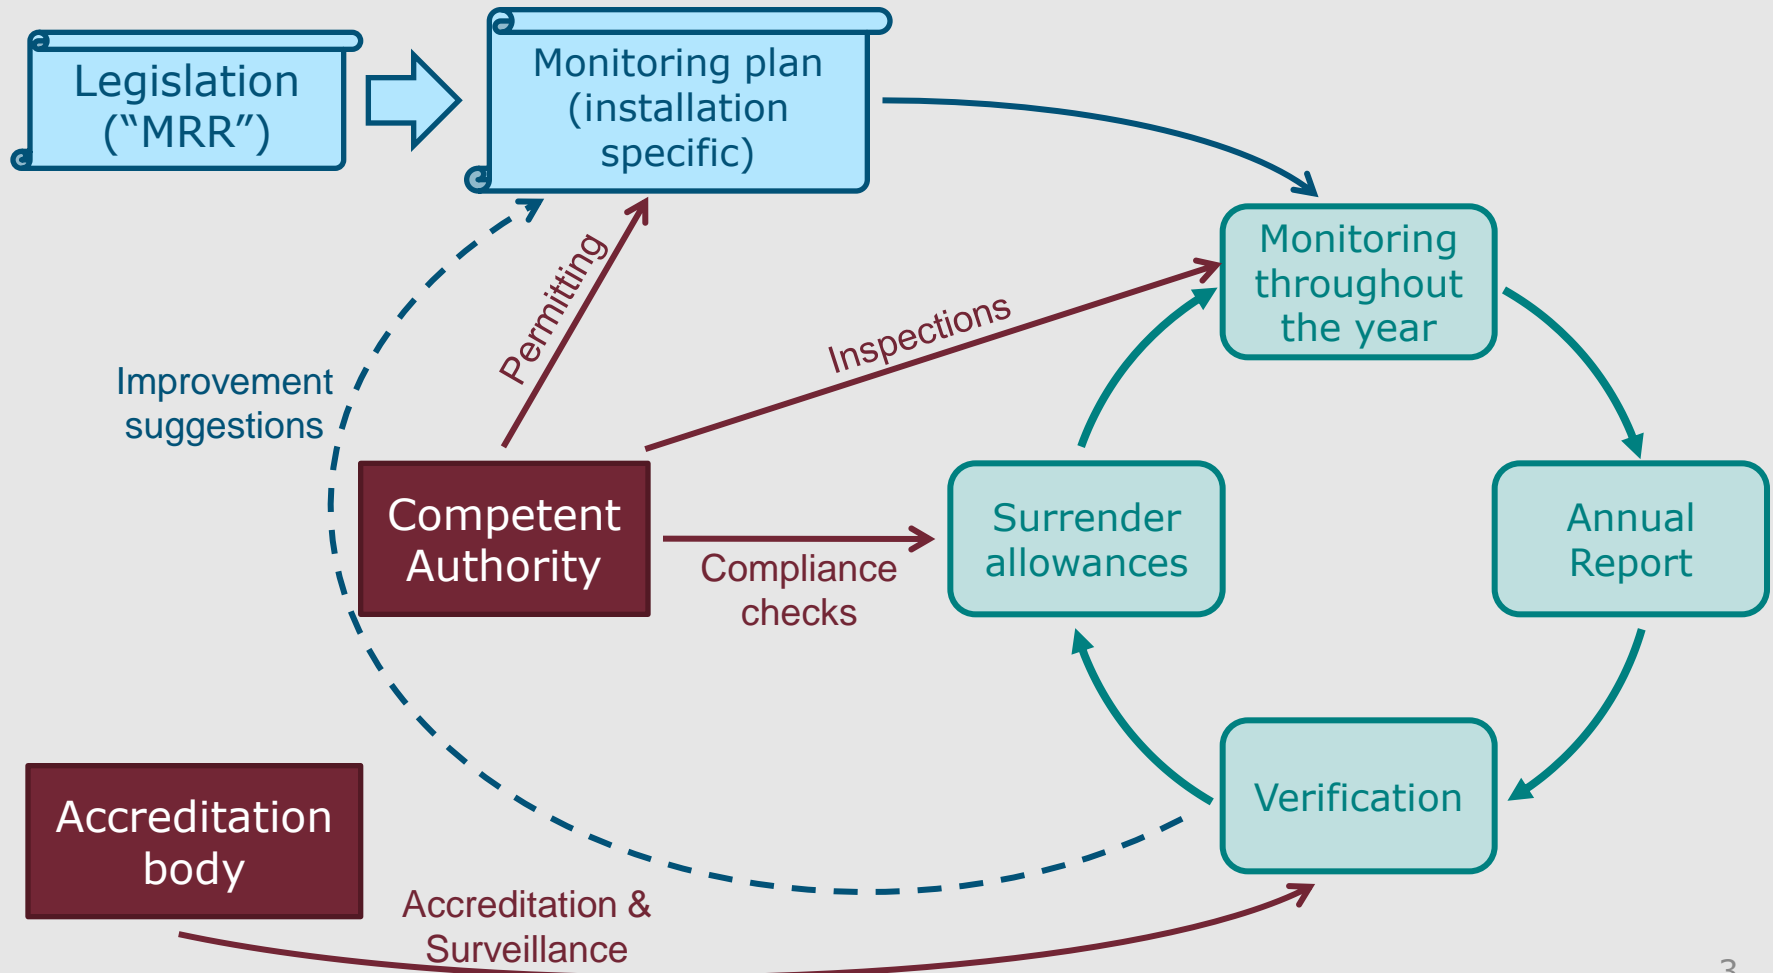 Legislation
(“MRR”)
Monitoring plan
(installation
specific)
Monitoring
throughout
the year
Permitting
Inspections
Improvement
suggestions
Competent
Authority
Compliance
checks
Surrender
allowances
Annual
Report
Verification
Accreditation
body
Accreditation &
Surveillance
3